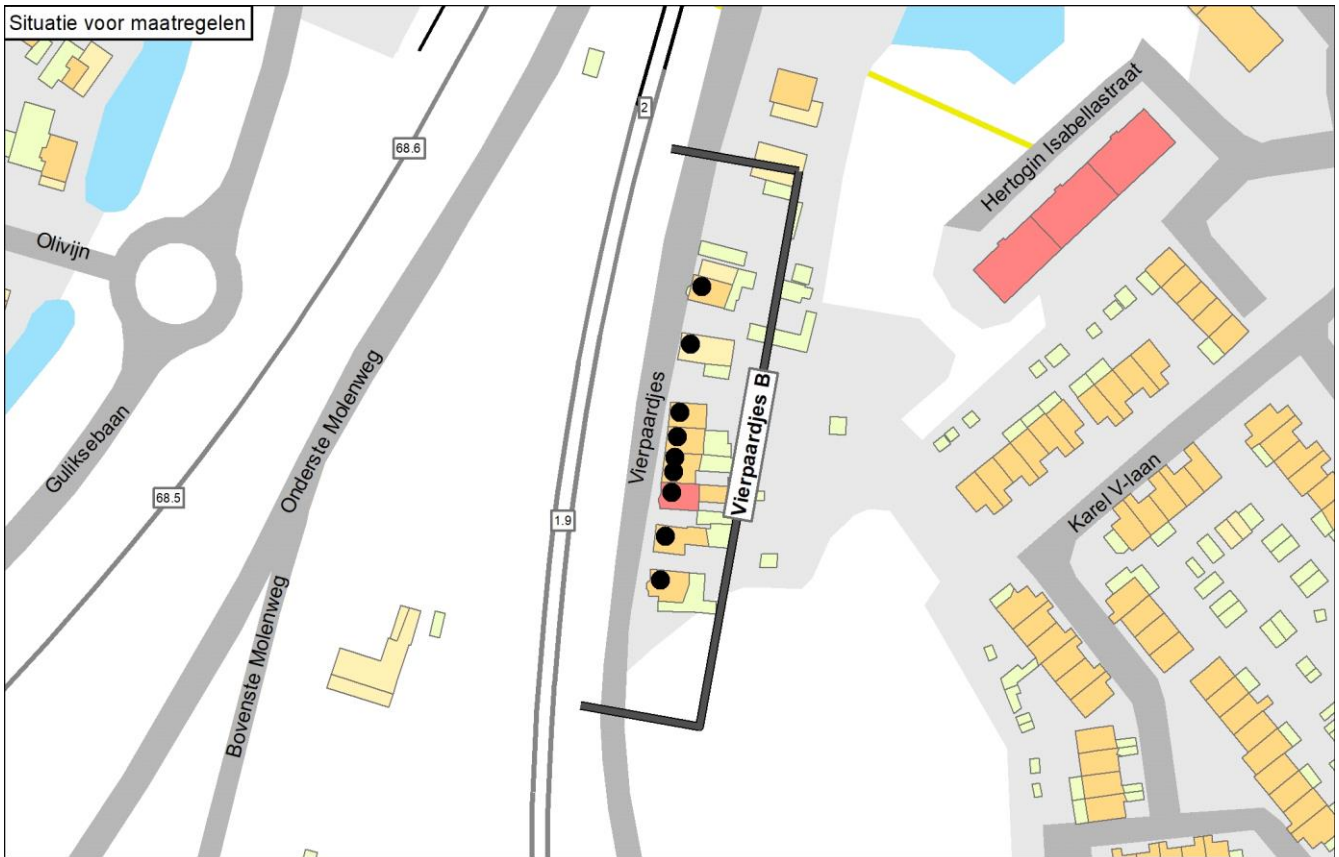 Situatie voor maatregelen
2
68.6
Hertogin Isabellastraat
Olivijn
Onderste Molenweg
Vierpaardjes
Vierpaardjes B
Guliksebaan
Karel V-laan
68.5
1.9
Bovenste Molenweg